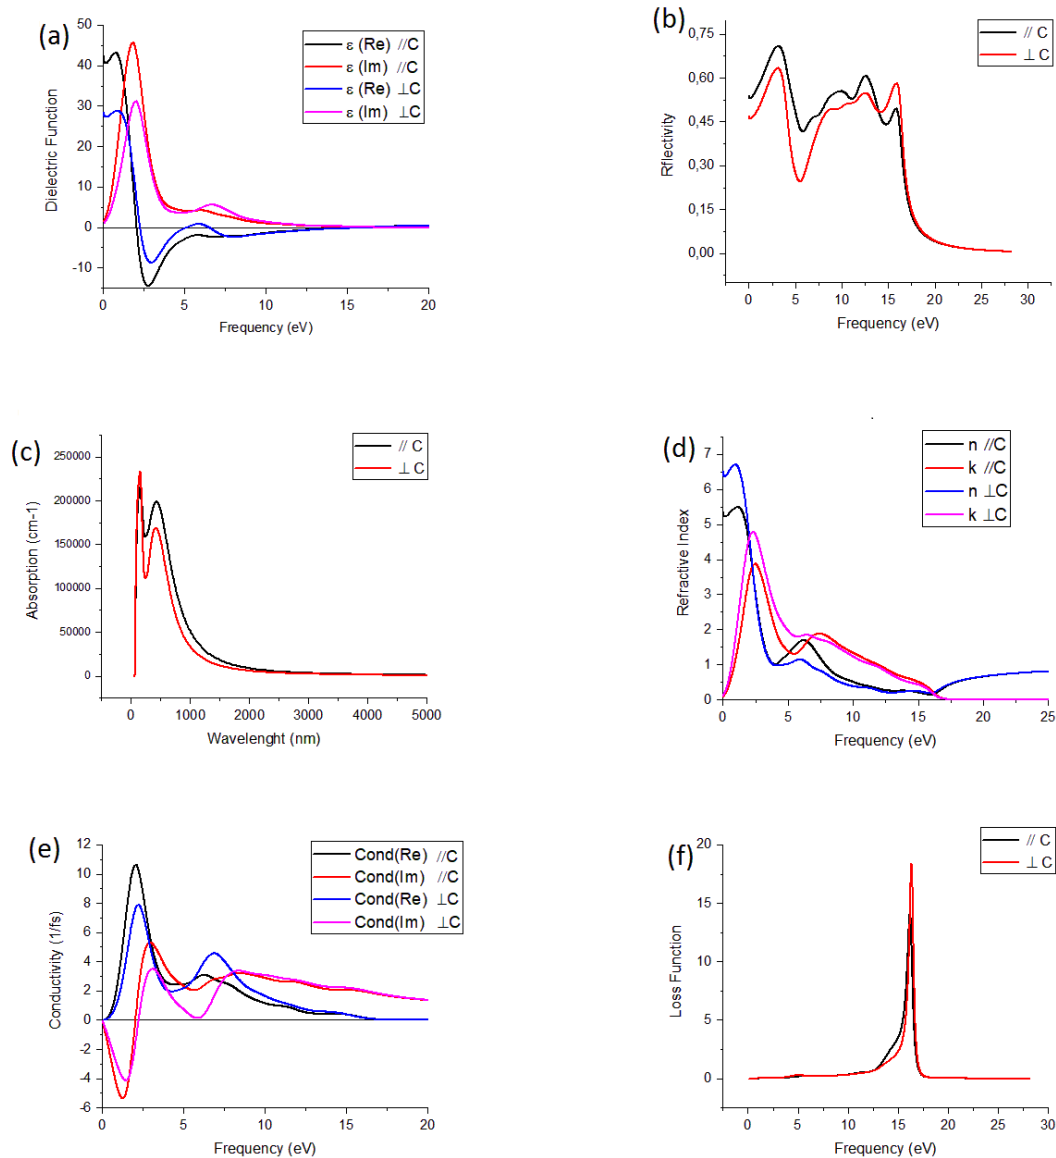 (a)
50
40
30
20
10
0
-10
Dielectric Function
ε (Re) //C
ε (Im) //C
ε (Re) ⊥C
ε (Im) ⊥C
0 5 10 15 20
Frequency (eV)
(b)
0,75
0,60
0,45
0,30
0,15
0,00
Rflectivity
// C
⊥ C
0 5 10 15 20 25 30
Frequency (eV)
(c)
250000
200000
150000
100000
50000
0
Absorption (cm-1)
// C
⊥ C
0 1000 2000 3000 4000 5000
Wavelenght (nm)
(d)
7
6
5
4
3
2
1
0
Refractive Index
n //C
k //C
n ⊥C
k ⊥C
0 5 10 15 20 25
Frequency (eV)
(e)
12
10
8
6
4
2
0
-2
-4
-6
Conductivity (1/fs)
Cond(Re) //C
Cond(Im) //C
Cond(Re) ⊥C
Cond(Im) ⊥C
0 5 10 15 20
Frequency (eV)
(f)
20
15
10
5
0
Loss Function
// C
⊥ C
0 5 10 15 20 25 30
Frequency (eV)